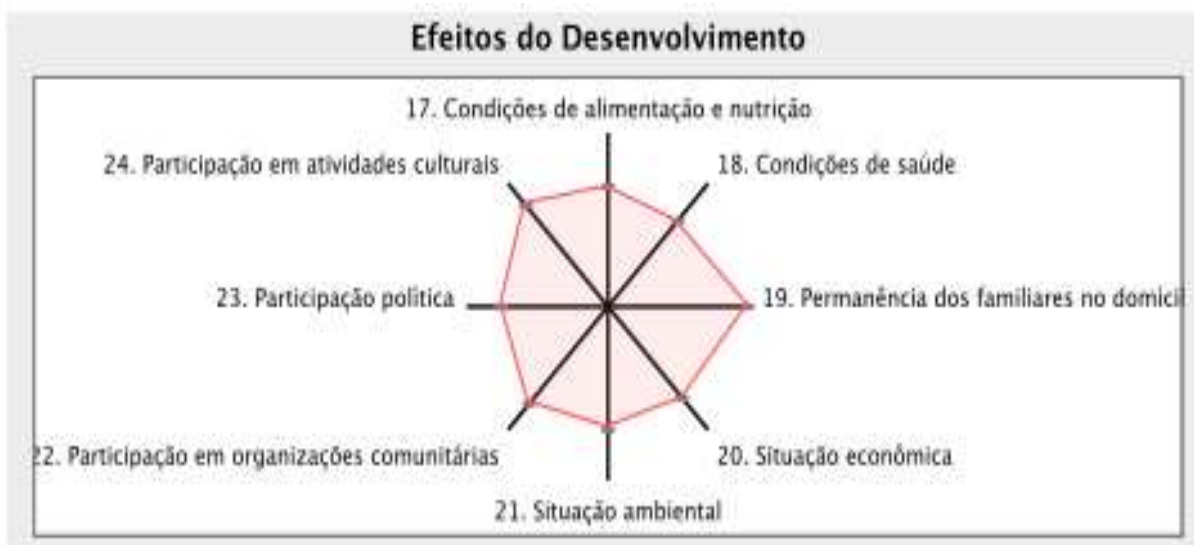 Efeitos do Desenvolvimento
17. Condições de alimentação e nutrição
24. Participação em atividades culturais
18. Condições de saúde
23. Participação política
19. Permanência dos familiares no domicíl
22. Participação em organizações comunitárias
20. Situação econômica
21. Situação ambiental